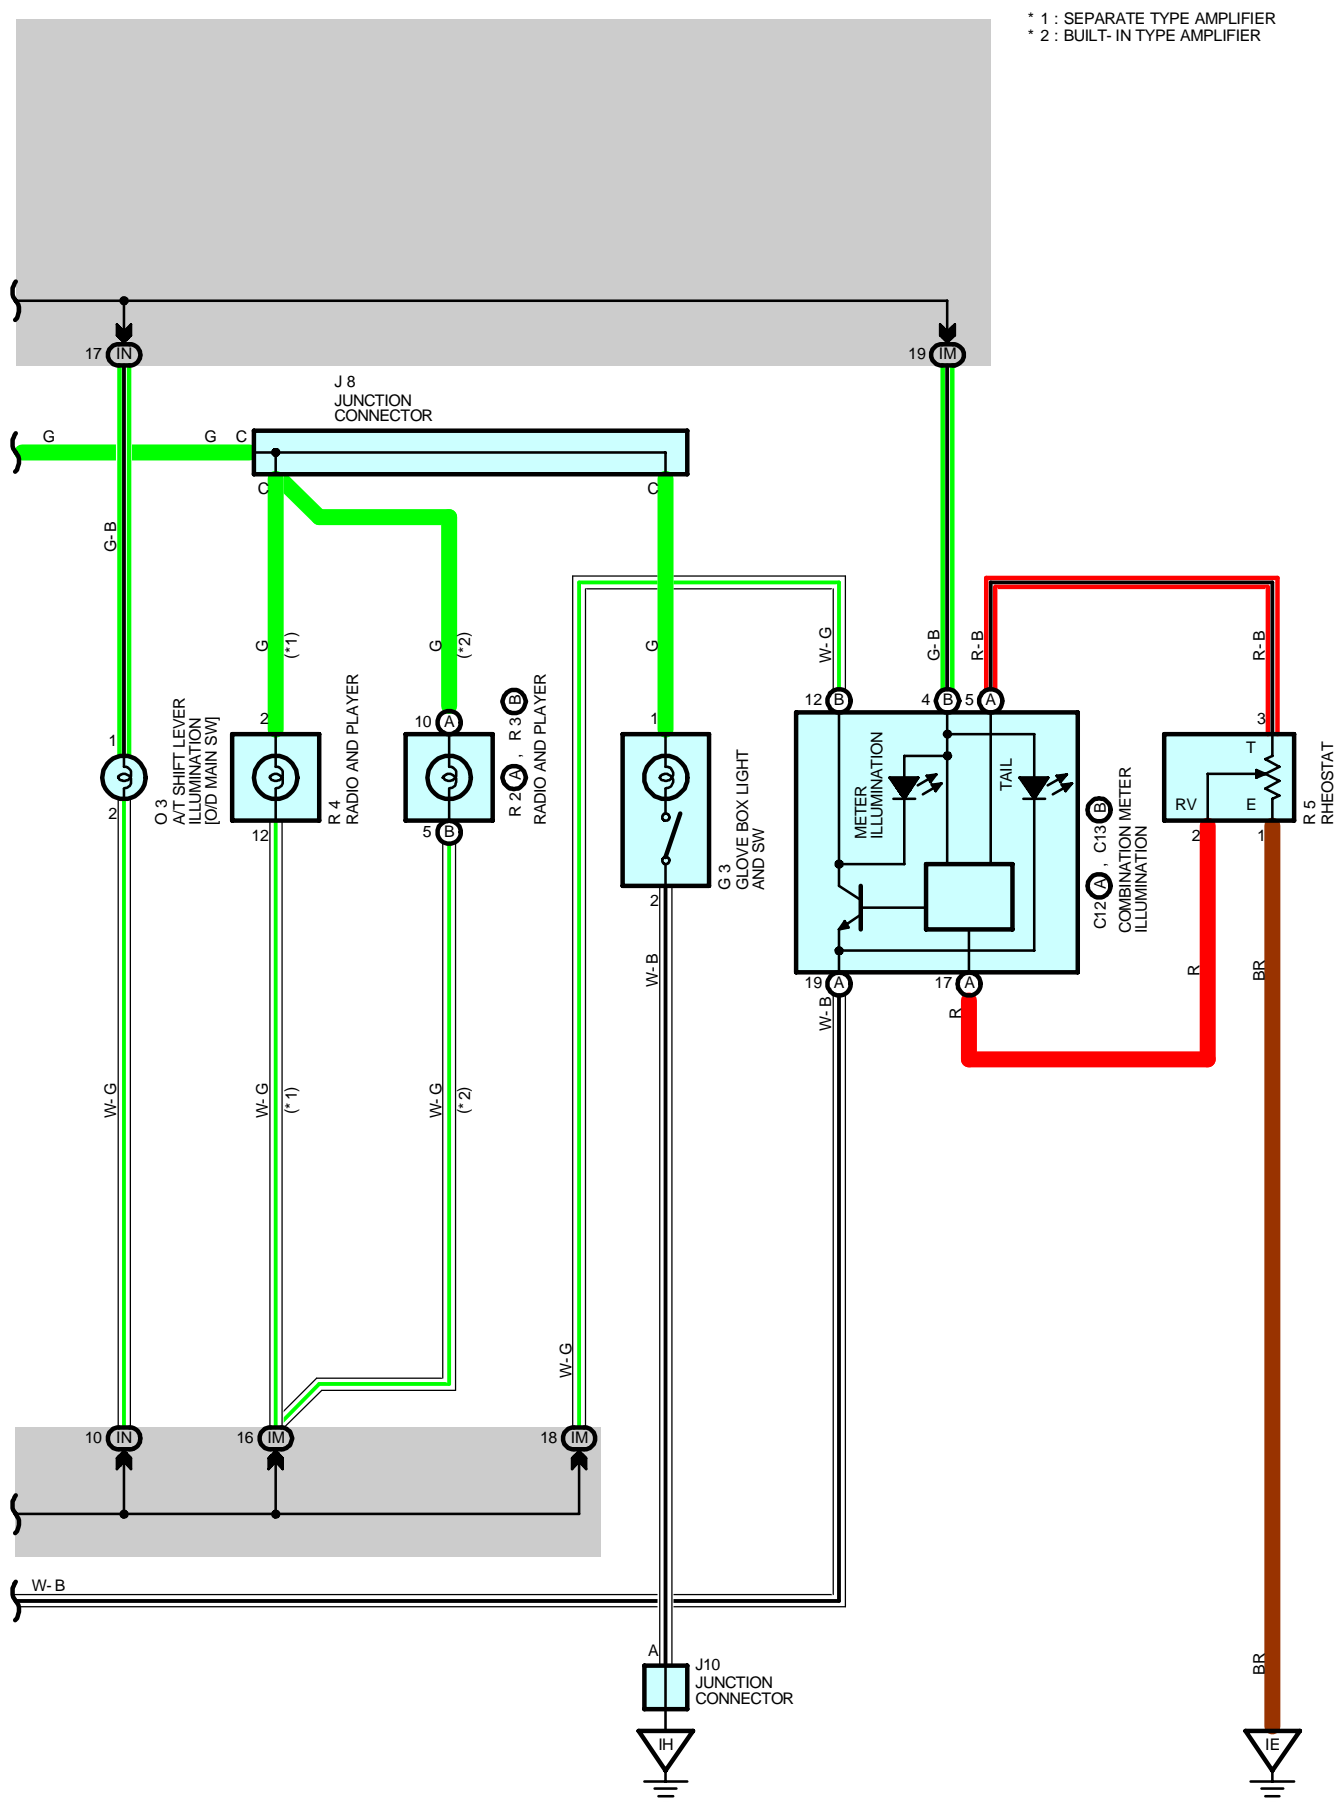 * 1 : SEPARATE TYPE AMPLIFIER
* 2 : BUILT- IN TYPE AMPLIFIER
17 IN
19 IM
J 8
JUNCTION
CONNECTOR
G
G
C
C
C
G- B
G
(*1)
G
(*2)
G
W- G
G- B
R- B
R- B
1
2
O 3
A/T SHIFT LEVER
ILLUMINATION
[O/D MAIN SW]
2
12
R 4
RADIO AND PLAYER
10 A
5 B
R 2 A , R 3 B
RADIO AND PLAYER
1
2
G 3
GLOVE BOX LIGHT
AND SW
12 B
4 B
5 A
METER
ILLUMINATION
TAIL
19 A
17 A
C12 A , C13 B
COMBINATION METER
ILLUMINATION
3
T
RV
E
2
1
R 5
RHEOSTAT
W- B
W- B
R
R
BR
W- G
W- G
(* 1)
W- G
(* 2)
W- G
10 IN
16 IM
18 IM
W- B
A
J10
JUNCTION
CONNECTOR
BR
IH
IE